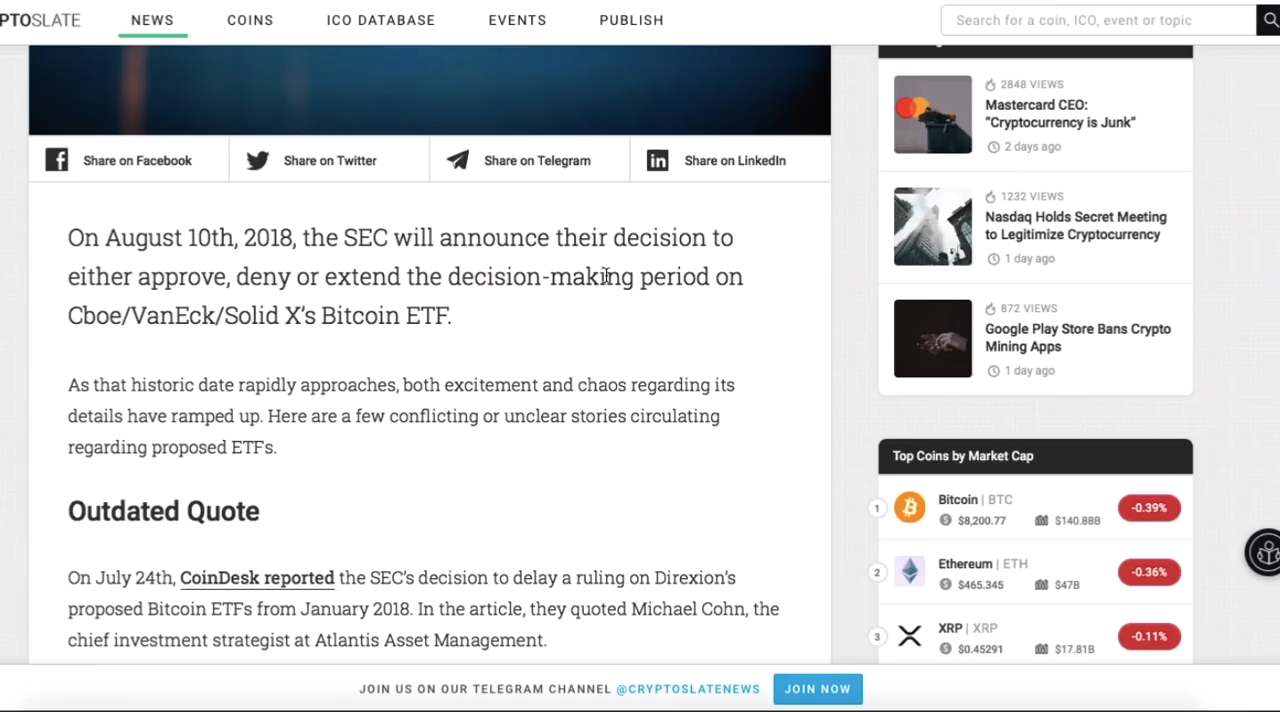 PTOSLATE
NEWS
COINS
ICO DATABASE
EVENTS
PUBLISH
Search for a coin, ICO, event or topic
Share on Facebook
Share on Twitter
Share on Telegram
Share on LinkedIn
On August 10th, 2018, the SEC will announce their decision to
either approve, deny or extend the decision-making period on
Cboe/VanEck/Solid X's Bitcoin ETF.
As that historic date rapidly approaches, both excitement and chaos regarding its
details have ramped up. Here are a few conflicting or unclear stories circulating
regarding proposed ETFs.
Outdated Quote
On July 24th, CoinDesk reported the SEC's decision to delay a ruling on Direxion's
proposed Bitcoin ETFs from January 2018. In the article, they quoted Michael Cohn, the
chief investment strategist at Atlantis Asset Management.
2848 VIEWS
Mastercard CEO:
“Cryptocurrency is Junk”
2 days ago
1232 VIEWS
Nasdaq Holds Secret Meeting
to Legitimize Cryptocurrency
1 day ago
872 VIEWS
Google Play Store Bans Crypto
Mining Apps
1 day ago
Top Coins by Market Cap
1
Bitcoin | BTC
$8,200.77
$140.88B
-0.39%
2
Ethereum | ETH
$465.345
$47B
-0.36%
3
XRP | XRP
$0.45291
$17.81B
-0.11%
JOIN US ON OUR TELEGRAM CHANNEL @CRYPTOSLATENEWS
JOIN NOW